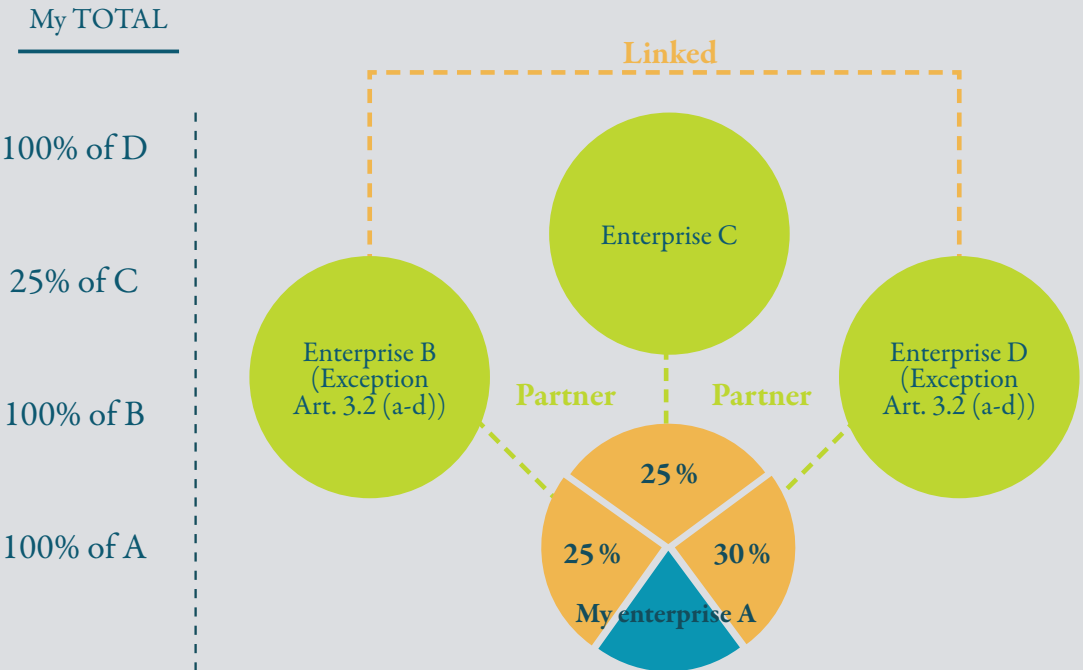 My TOTAL
100% of D
25% of C
100% of B
100% of A
Linked
Enterprise C
Enterprise B
(Exception
Art. 3.2 (a-d))
Enterprise D
(Exception
Art. 3.2 (a-d))
Partner
Partner
25 %
25 %
30 %
My enterprise A